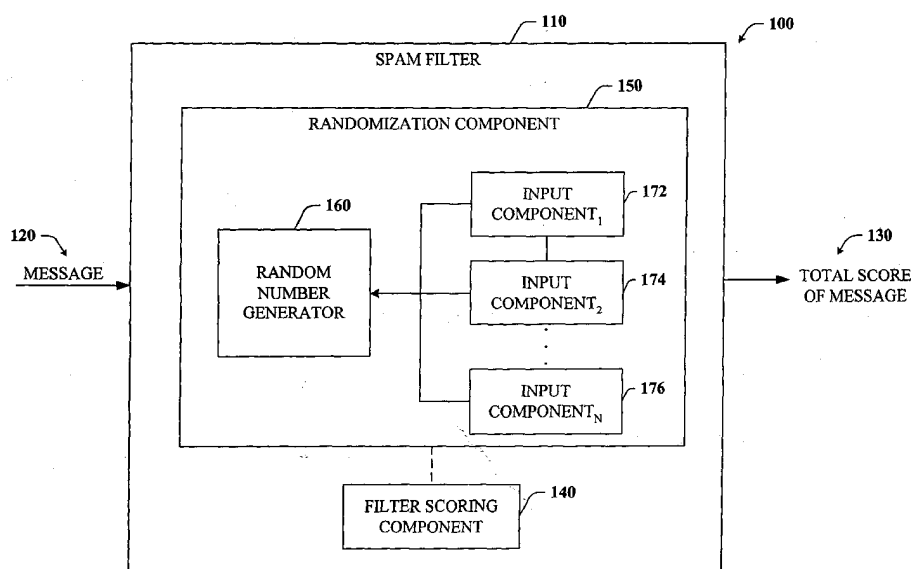 110
100
SPAM FILTER
150
RANDOMIZATION COMPONENT
160
172
INPUT
COMPONENT1
120
130
MESSAGE
RANDOM
NUMBER
GENERATOR
174
INPUT
COMPONENT2
TOTAL SCORE
OF MESSAGE
176
INPUT
COMPONENTN
140
FILTER SCORING
COMPONENT